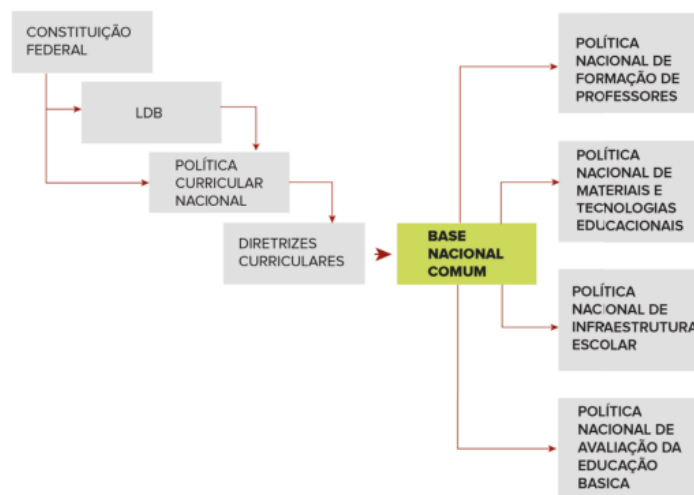 CONSTITUIÇÃO
FEDERAL
LDB
POLÍTICA
CURRICULAR
NACIONAL
DIRETRIZES
CURRICULARES
BASE
NACIONAL
COMUM
POLÍTICA
NACIONAL DE
FORMAÇÃO DE
PROFESSORES
POLÍTICA
NACIONAL DE
MATERIAIS E
TECNOLOGIAS
EDUCACIONAIS
POLÍTICA
NACIONAL DE
INFRAESTRUTURA
ESCOLAR
POLÍTICA
NACIONAL DE
AVALIAÇÃO DA
EDUCAÇÃO
BASICA